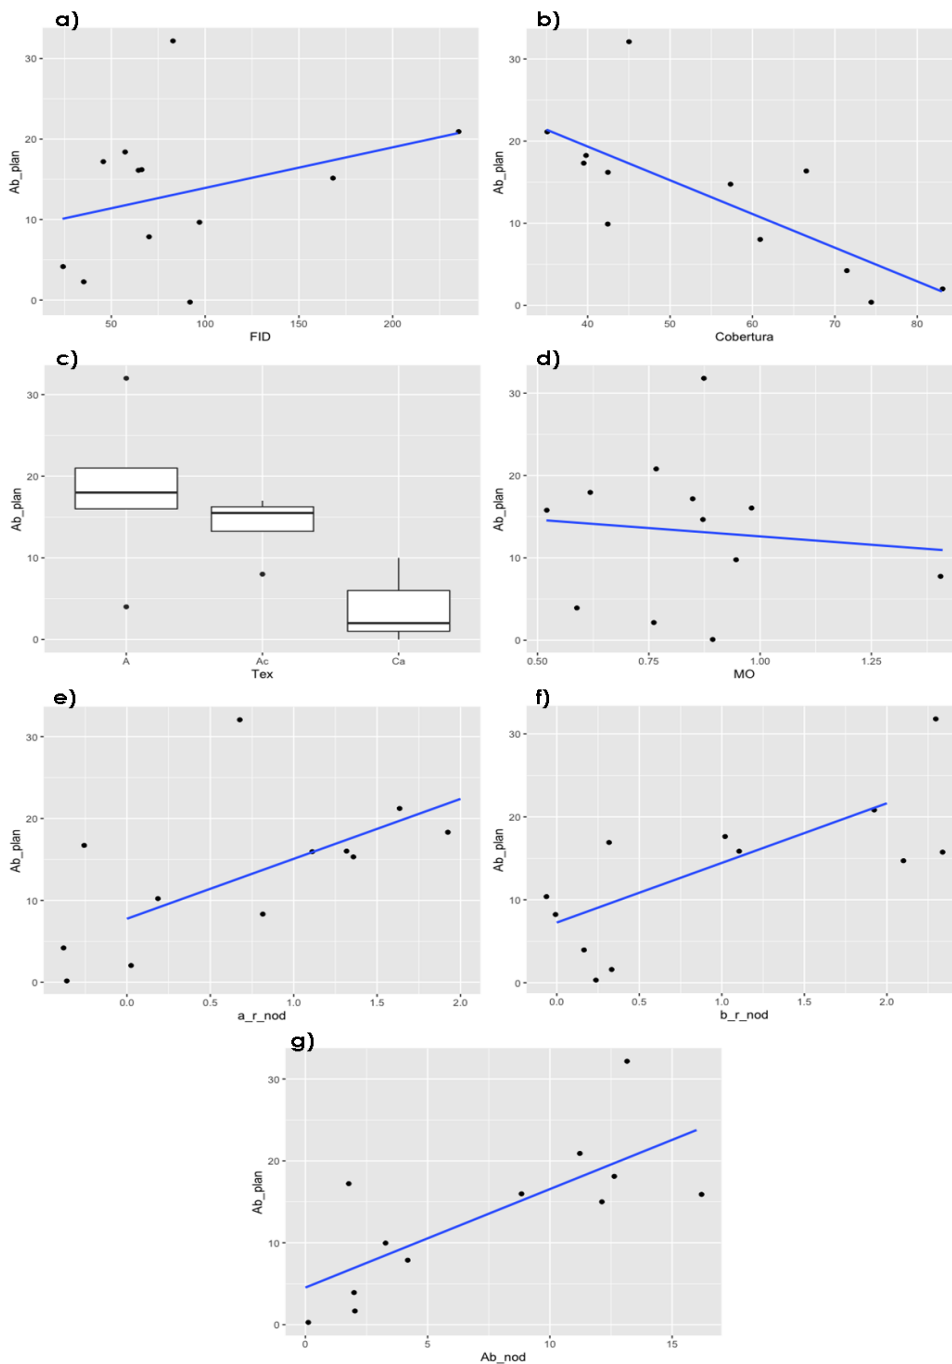 a)
30
20
10
0
Ab_plan
50 100 150 200
FID
b)
30
20
10
0
Ab_plan
40 50 60 70 80
Cobertura
c)
30
20
10
0
Ab_plan
A Ac Ca
Tex
d)
30
20
10
0
Ab_plan
0.50 0.75 1.00 1.25
MO
e)
30
20
10
0
Ab_plan
0.0 0.5 1.0 1.5 2.0
a_r_nod
f)
30
20
10
0
Ab_plan
0.0 0.5 1.0 1.5 2.0
b_r_nod
g)
30
20
10
0
Ab_plan
0 5 10 15
Ab_nod